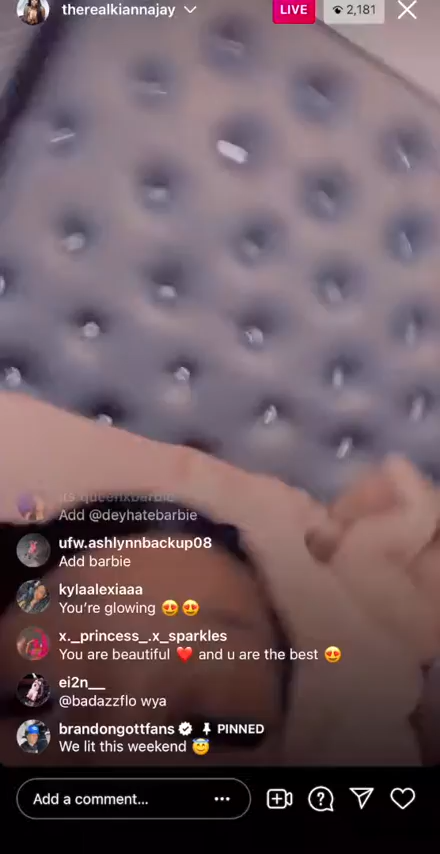 therealkiannajay
LIVE
2,181
Add @deyhatebarbie
ufw.ashlynnbackup08
Add barbie
kylaalexiaaa
You're glowing 😍😍
x._princess_.x_sparkles
You are beautiful ❤️ and u are the best 😍
ei2n__
@badazzflo wya
brandongottfans PINNED
We lit this weekend 😇
Add a comment...